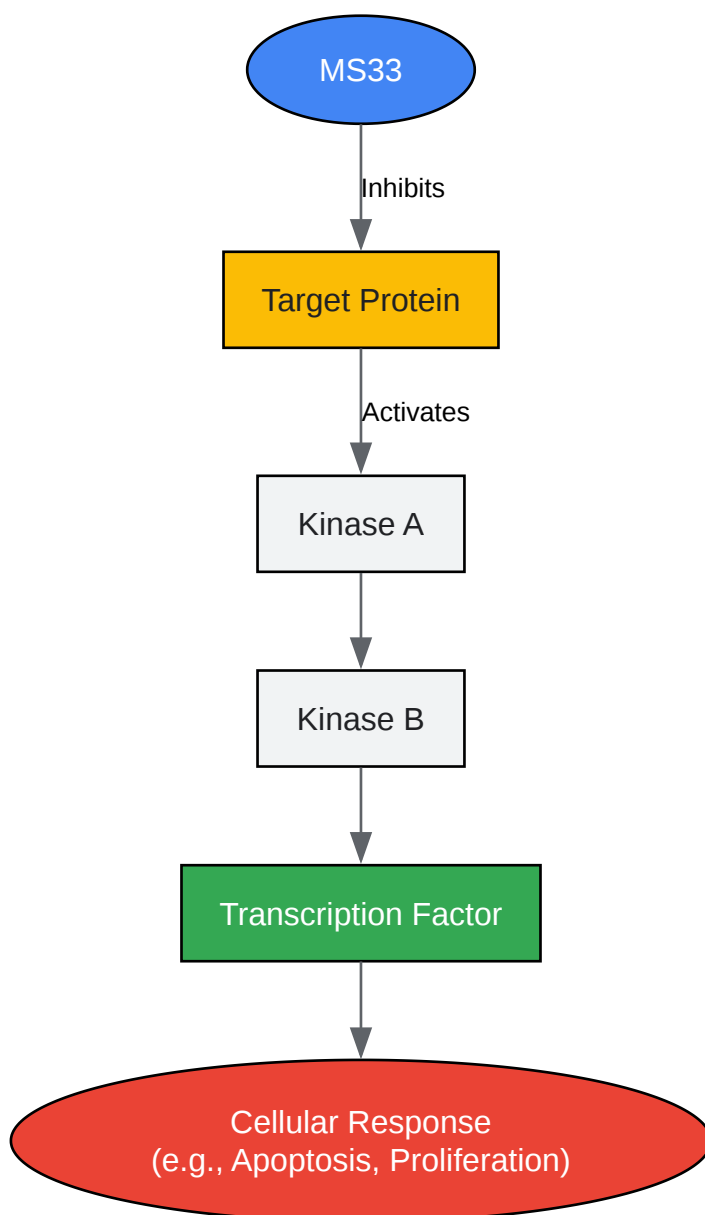 MS33
Inhibits
Target Protein
Activates
Kinase A
Kinase B
Transcription Factor
Cellular Response
(e.g., Apoptosis, Proliferation)